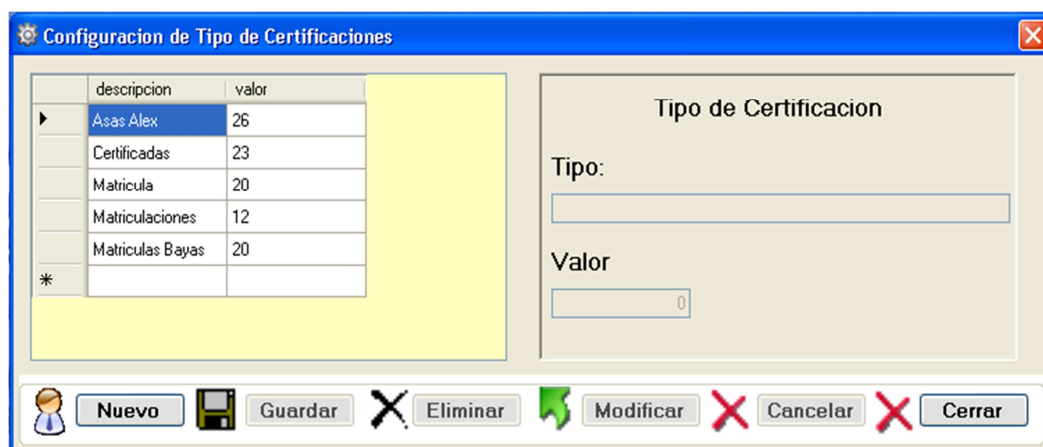 Configuracion de Tipo de Certificaciones
descripcion valor
Asas Alex 26
Certificadas 23
Matricula 20
Matriculaciones 12
Matriculas Bayas 20
Tipo de Certificacion
Tipo:
Valor
0
Nuevo Guardar Eliminar Modificar Cancelar Cerrar